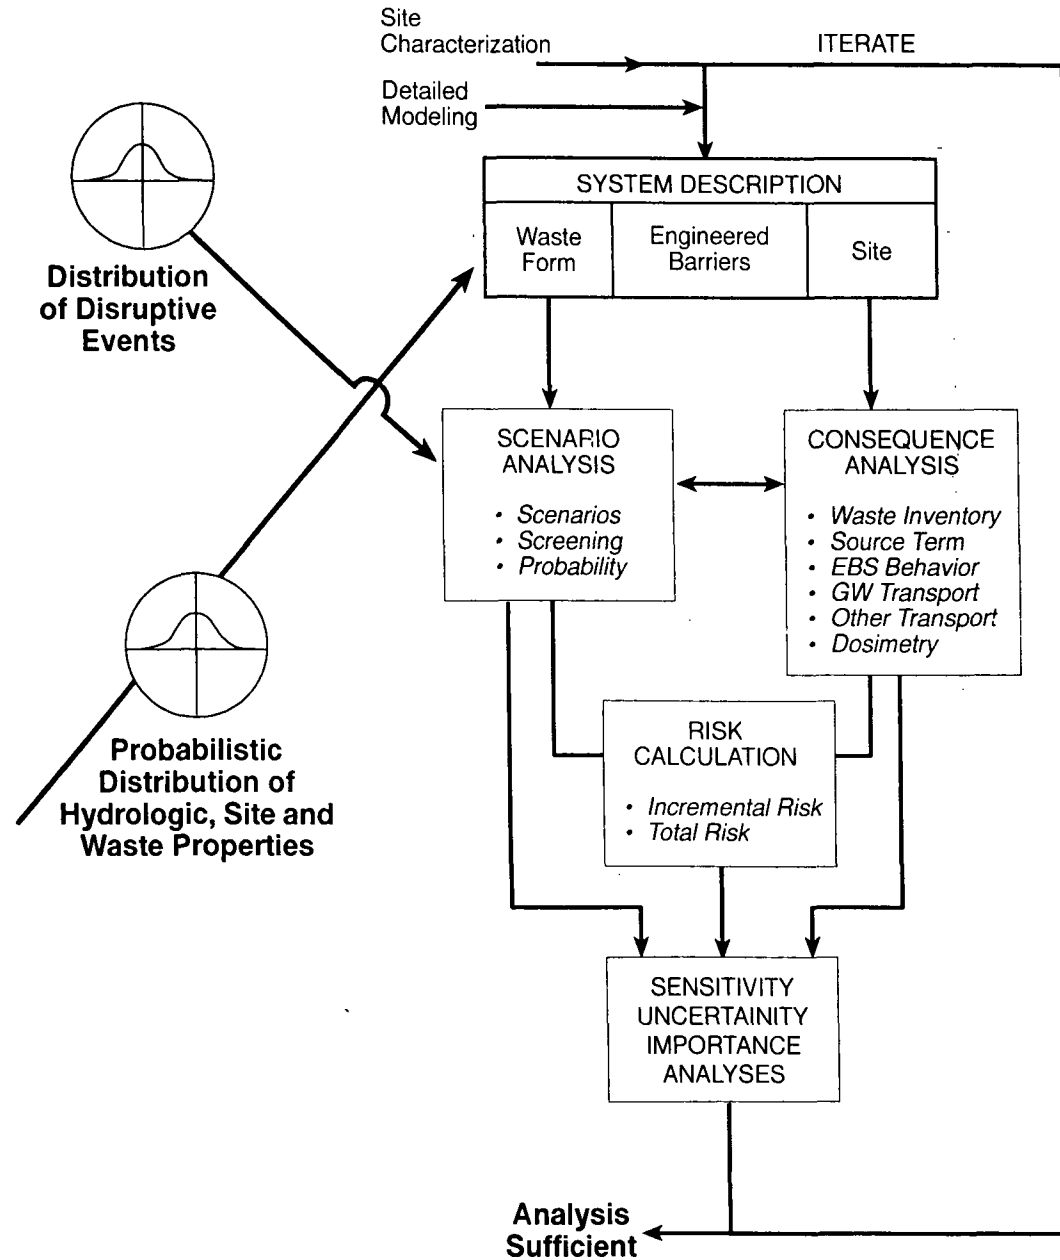 Site
Characterization
ITERATE
Detailed
Modeling
SYSTEM DESCRIPTION
Waste
Form
Engineered
Barriers
Site
Distribution
of Disruptive
Events
SCENARIO
ANALYSIS
• Scenarios
• Screening
• Probability
CONSEQUENCE
ANALYSIS
• Waste Inventory
• Source Term
• EBS Behavior
• GW Transport
• Other Transport
• Dosimetry
Probabilistic
Distribution of
Hydrologic, Site and
Waste Properties
RISK
CALCULATION
• Incremental Risk
• Total Risk
SENSITIVITY
UNCERTAINITY
IMPORTANCE
ANALYSES
Analysis
Sufficient